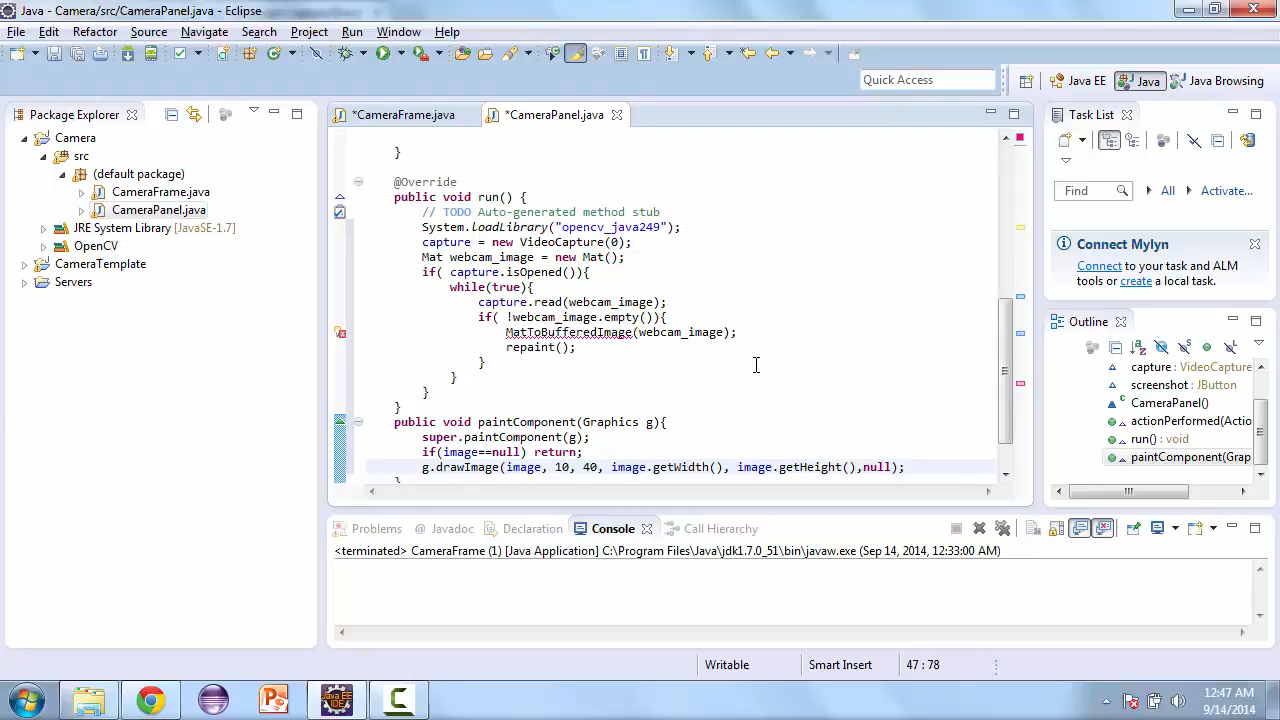 Java - Camera/src/CameraPanel.java - Eclipse
File Edit Refactor Source Navigate Search Project Run Window Help
Quick Access
Java EE Java Java Browsing
Package Explorer
*CameraFrame.java *CameraPanel.java
Task List
Camera
src
(default package)
CameraFrame.java
CameraPanel.java
JRE System Library [JavaSE-1.7]
OpenCV
CameraTemplate
Servers
}
@Override
public void run() {
// TODO Auto-generated method stub
System.loadLibrary("opencv_java249");
capture = new VideoCapture(0);
Mat webcam_image = new Mat();
if( capture.isOpened()){
while(true){
capture.read(webcam_image);
if( !webcam_image.empty()){
MatToBufferedImage(webcam_image);
repaint();
}
}
}
}
public void paintComponent(Graphics g){
super.paintComponent(g);
if(image==null) return;
g.drawImage(image, 10, 40, image.getWidth(), image.getHeight(),null);
Find All Activate...
Connect Mylyn
Connect to your task and ALM
tools or create a local task.
Outline
capture : VideoCapture
screenshot : JButton
CameraPanel()
actionPerformed(Actio
run() : void
paintComponent(Grap
Problems Javadoc Declaration Console Call Hierarchy
<terminated> CameraFrame (1) [Java Application] C:\Program Files\Java\jdk1.7.0_51\bin\javaw.exe (Sep 14, 2014, 12:33:00 AM)
Writable Smart Insert 47 : 78
Java EE
IDE
12:47 AM
9/14/2014